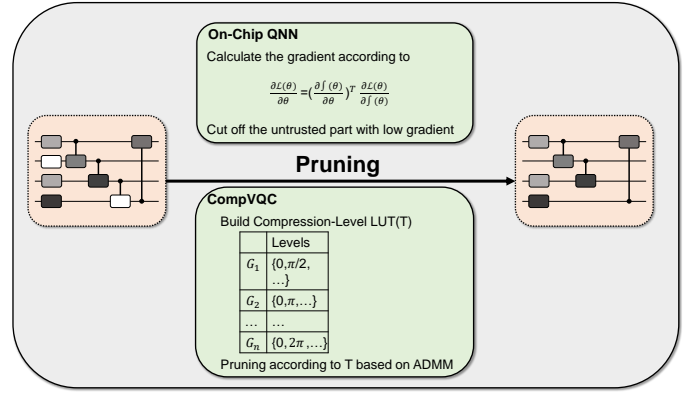 On-Chip QNN
Calculate the gradient according to
∂ℒ(θ)/∂θ =(∂∫(θ)/∂θ)^T ∂ℒ(θ)/∂∫(θ)
Cut off the untrusted part with low gradient
Pruning
CompVQC
Build Compression-Level LUT(T)
Levels
G₁ {0,π/2,
…}
G₂ {0,π,…}
… …
Gₙ {0, 2π ,…}
Pruning according to T based on ADMM